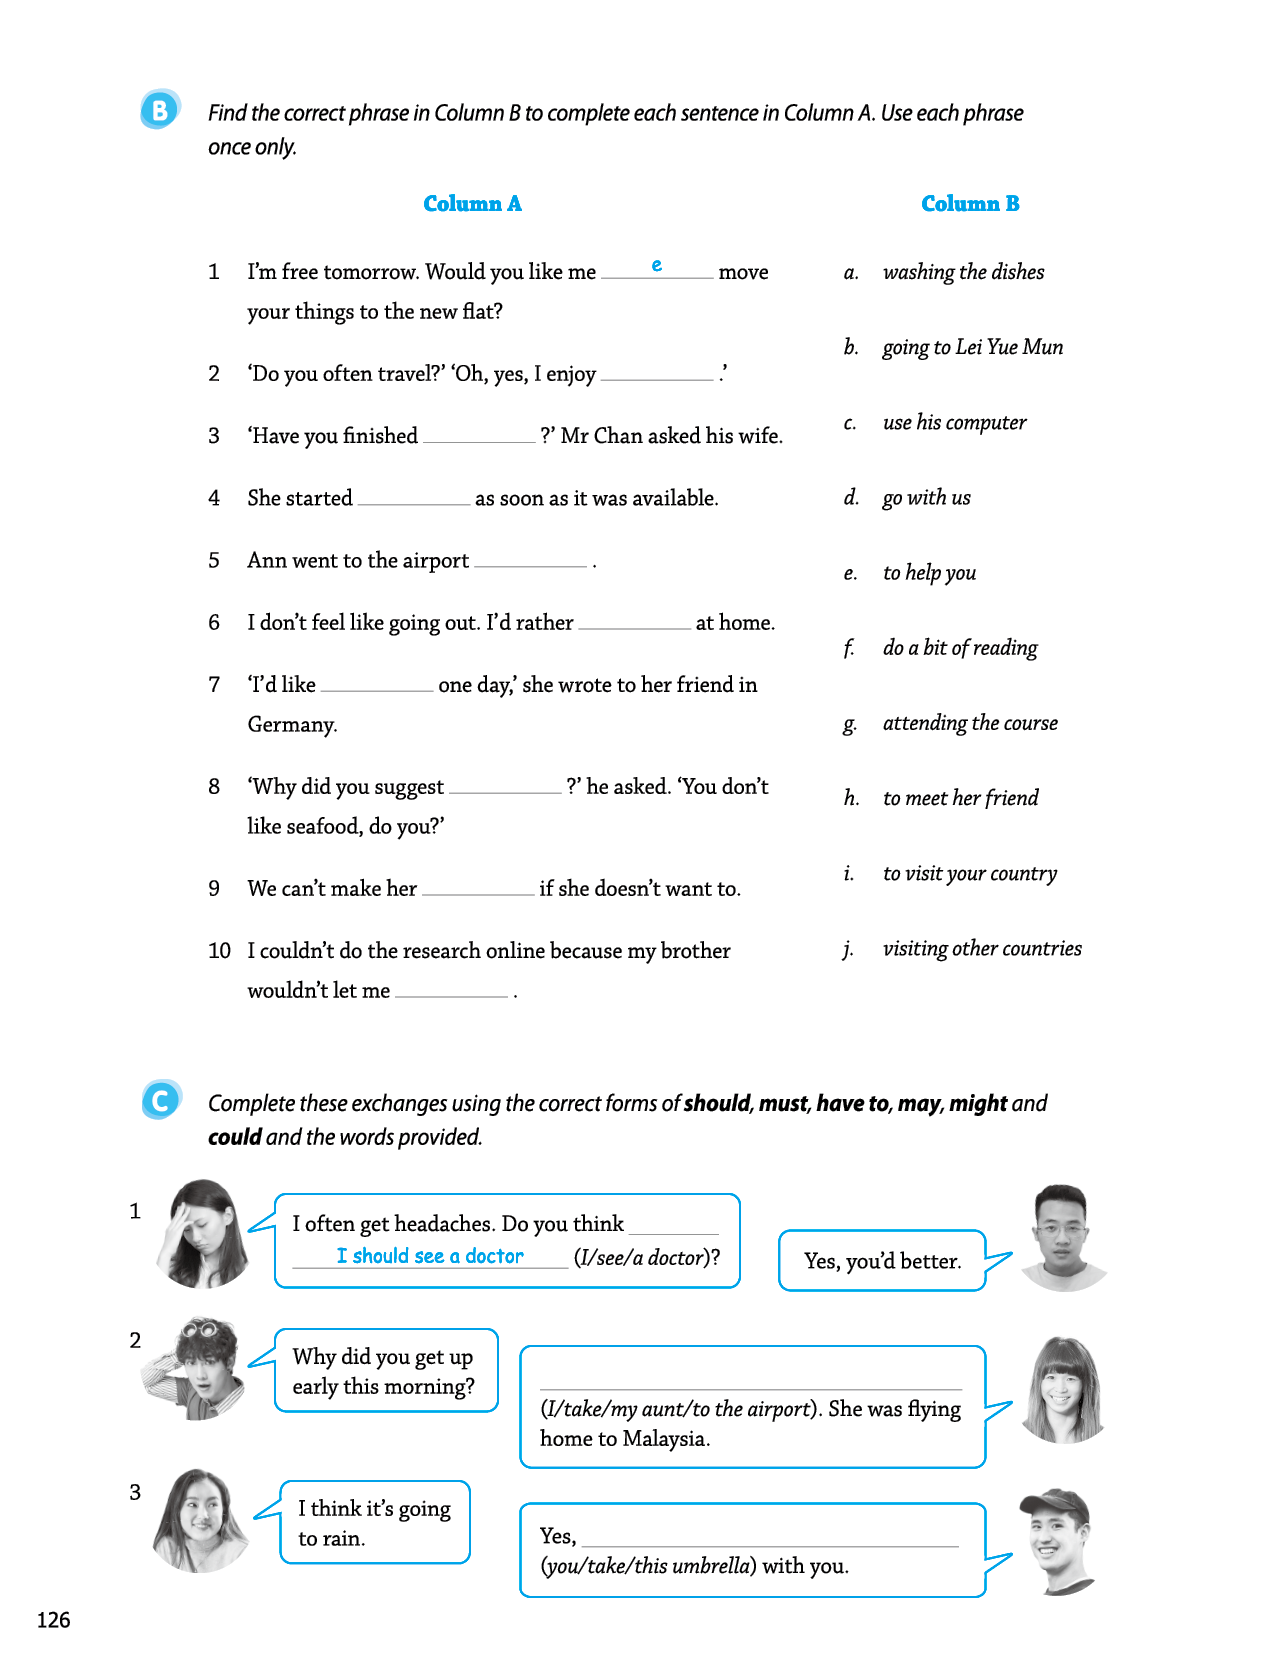 B
Find the correct phrase in Column B to complete each sentence in Column A. Use each phrase
once only.
Column A
1 I'm free tomorrow. Would you like me e move
your things to the new flat?
2 ‘Do you often travel?’ ‘Oh, yes, I enjoy ________ .’
3 ‘Have you finished ________ ?’ Mr Chan asked his wife.
4 She started ________ as soon as it was available.
5 Ann went to the airport ________ .
6 I don’t feel like going out. I’d rather ________ at home.
7 ‘I’d like ________ one day,’ she wrote to her friend in
Germany.
8 ‘Why did you suggest ________ ?’ he asked. ‘You don’t
like seafood, do you?’
9 We can’t make her ________ if she doesn’t want to.
10 I couldn’t do the research online because my brother
wouldn’t let me ________ .
Column B
a. washing the dishes
b. going to Lei Yue Mun
c. use his computer
d. go with us
e. to help you
f. do a bit of reading
g. attending the course
h. to meet her friend
i. to visit your country
j. visiting other countries
C
Complete these exchanges using the correct forms of should, must, have to, may, might and
could and the words provided.
1
I often get headaches. Do you think ________
I should see a doctor (I/see/a doctor)?
Yes, you’d better.
2
Why did you get up
early this morning?
________
(I/take/my aunt/to the airport). She was flying
home to Malaysia.
3
I think it’s going
to rain.
Yes, ________
(you/take/this umbrella) with you.
126